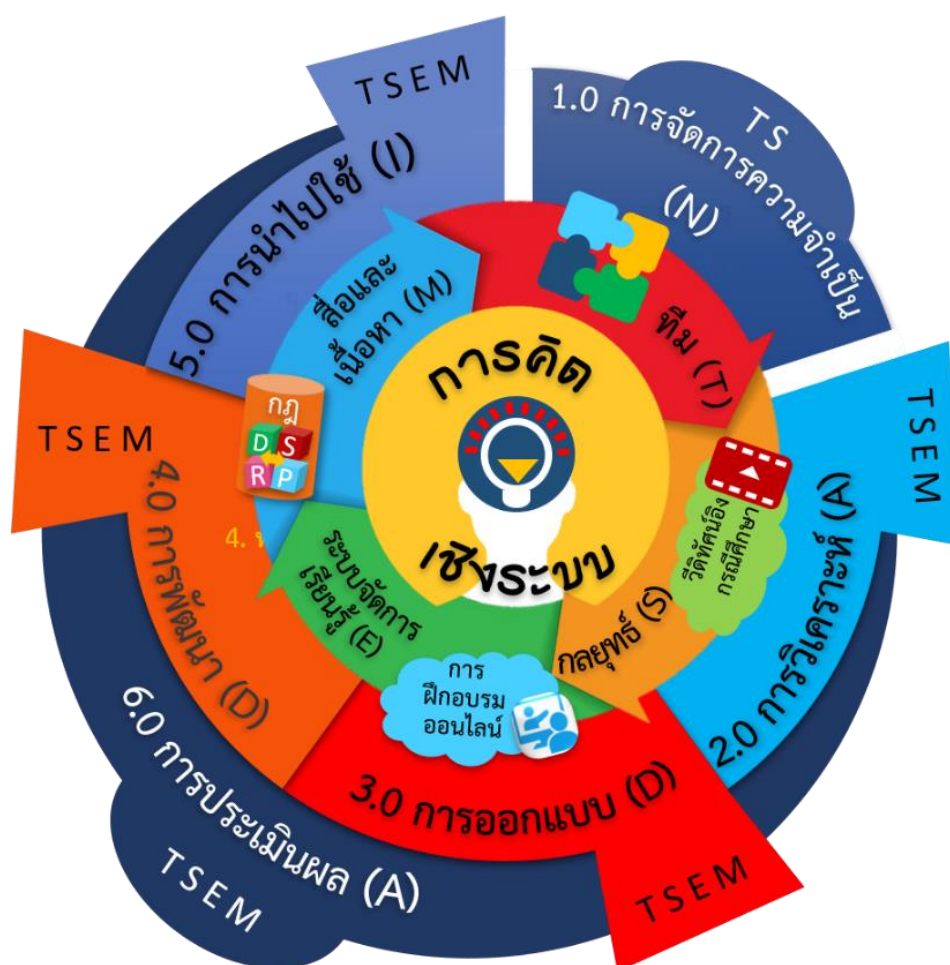 T S E M
1.0 การจัดการความจำเป็น
(N)
T S
5.0 การนำไปใช้ (I)
สื่อและ
เนื้อหา (M)
ทีม (T)
การคิด
เชิงระบบ
กฎ
D S
R P
T S E M
T S E M
2.0 การวิเคราะห์ (A)
วีดิทัศน์อิง
กรณีศึกษา
กลยุทธ์ (S)
ระบบจัดการ
เรียนรู้ (E)
4.
4.0 การพัฒนา (D)
การ
ฝึกอบรม
ออนไลน์
3.0 การออกแบบ (D)
T S E M
6.0 การประเมินผล (A)
T S E M